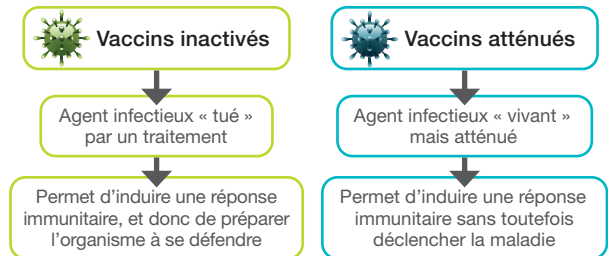 Vaccins inactivés
Agent infectieux « tué »
par un traitement
Permet d'induire une réponse
immunitaire, et donc de préparer
l'organisme à se défendre
Vaccins atténués
Agent infectieux « vivant »
mais atténué
Permet d'induire une réponse
immunitaire sans toutefois
déclencher la maladie